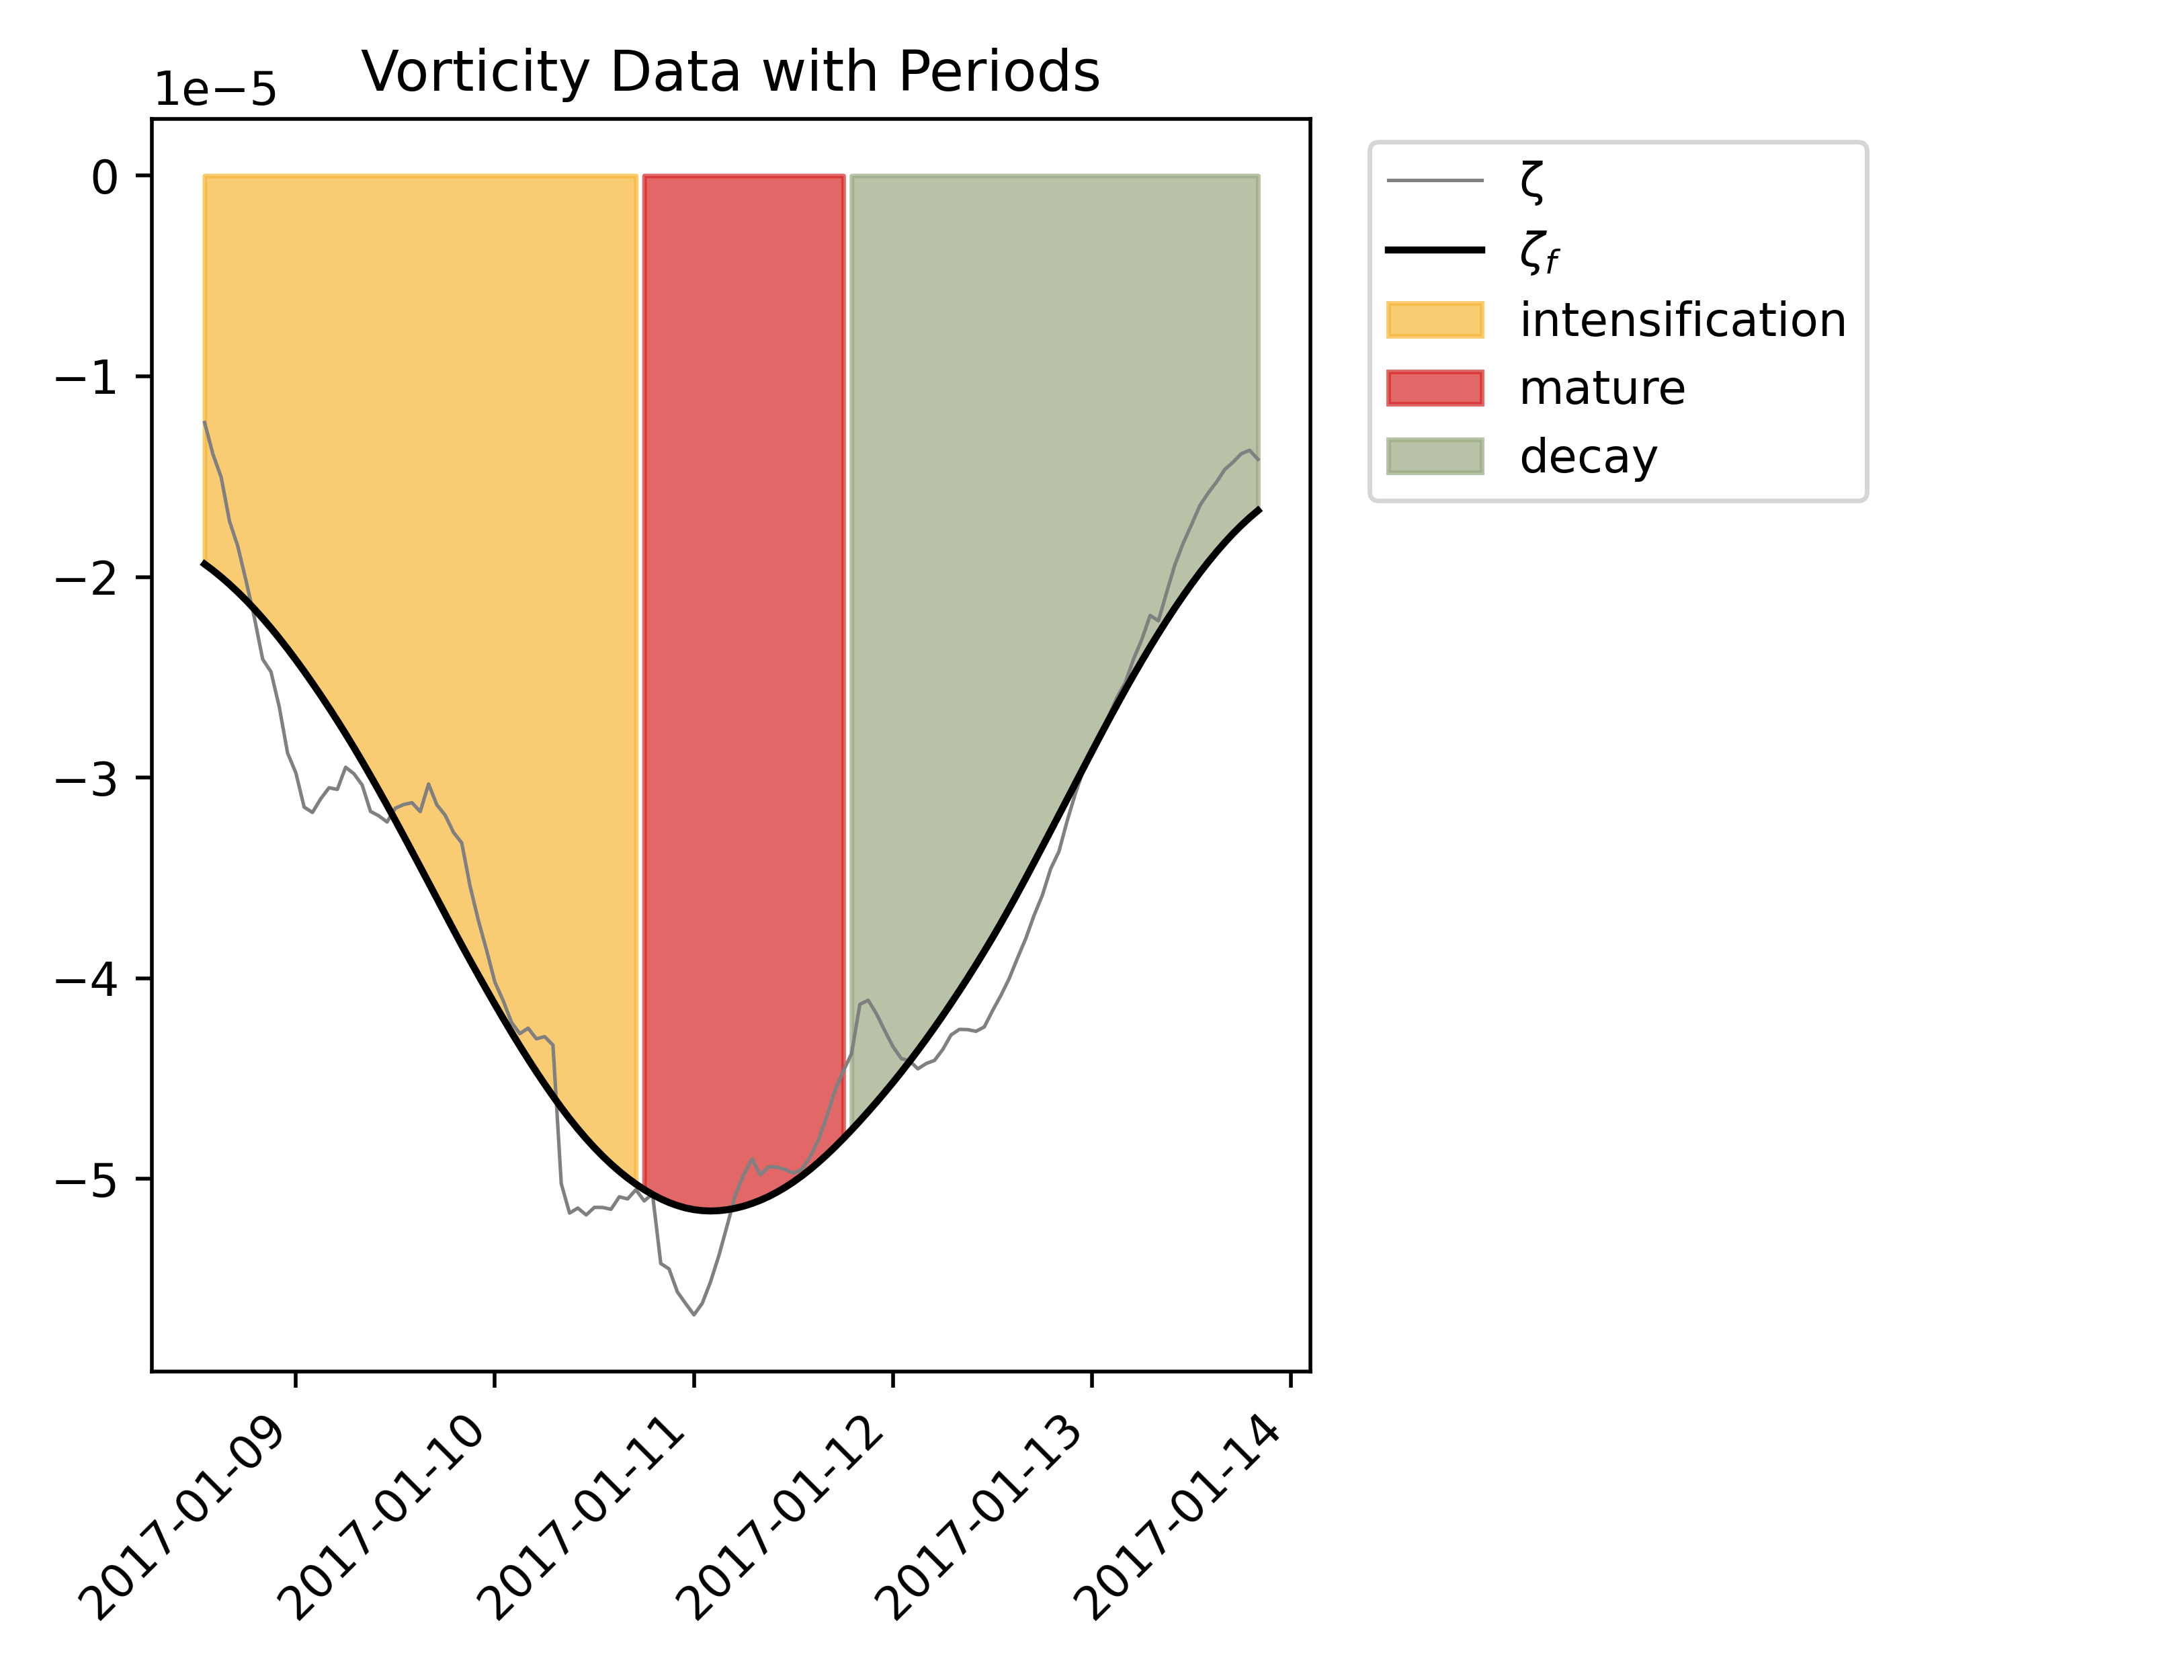 Vorticity Data with Periods
1e−5
0
−1
−2
−3
−4
−5
2017-01-09
2017-01-10
2017-01-11
2017-01-12
2017-01-13
2017-01-14
ζ
ζf
intensification
mature
decay